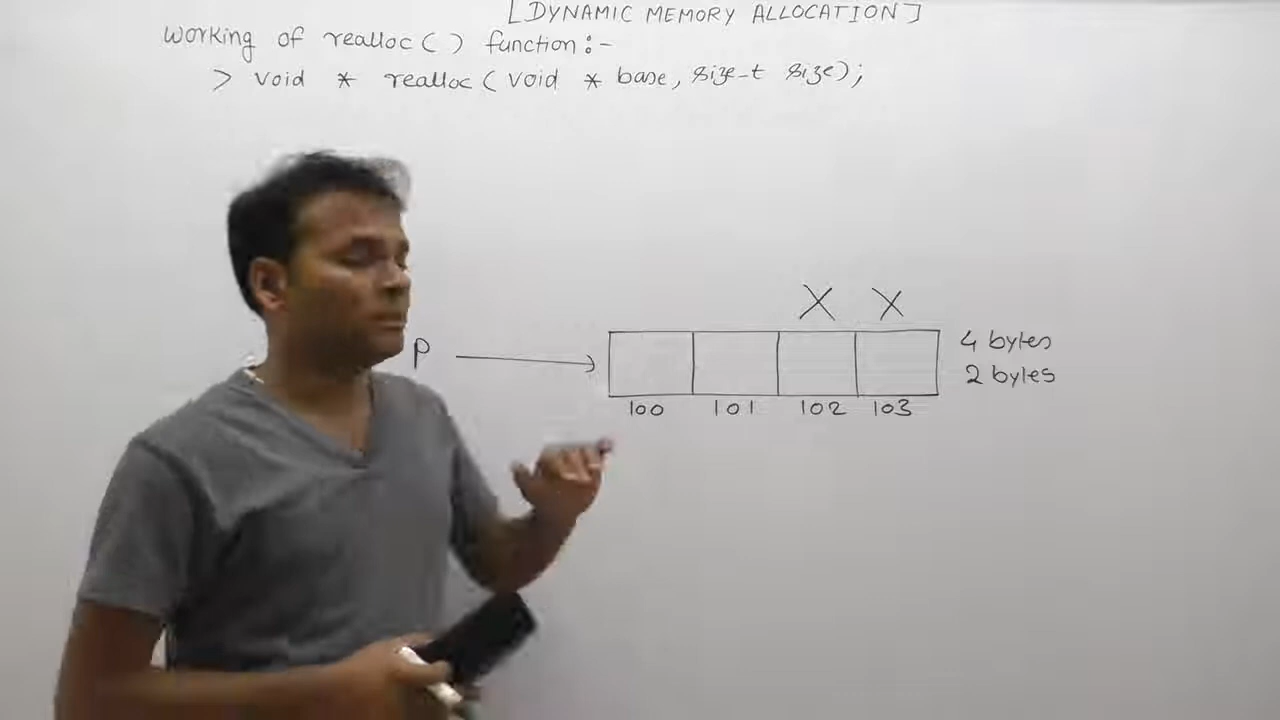 [DYNAMIC MEMORY ALLOCATION]
working of realloc( ) function:-
> void * realloc(void * base, size-t size);
X X
P
4 bytes
2 bytes
100 101 102 103